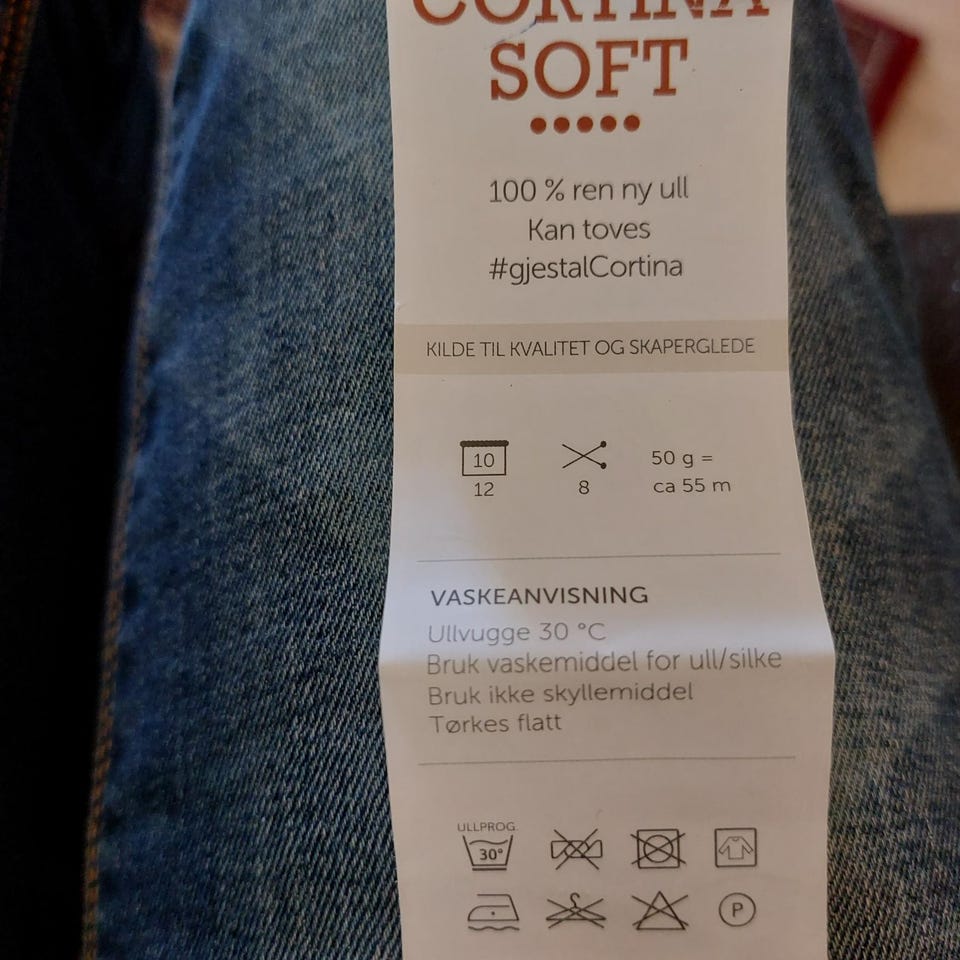 CORTINA
SOFT
100 % ren ny ull
Kan toves
#gjestalCortina
KILDE TIL KVALITET OG SKAPERGLEDE
10
12
8
50 g =
ca 55 m
VASKEANVISNING
Ullvugge 30 °C
Bruk vaskemiddel for ull/silke
Bruk ikke skyllemiddel
Tørkes flatt
ULLPROG.
30°
P